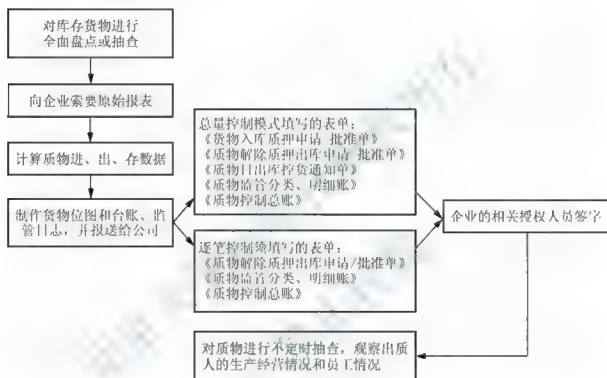 对库存货物进行
全面盘点或抽查
向企业索要原始报表
计算质物进、出、存数据
制作货物位图和台账、监
管日志，并报送给公司
总量控制模式填写的表单：
《货物入库质押申请 批准单》
《质物解除质押出库申请 批准单》
《质物日出库控货通知单》
《质物监管分类、明细账》
《质物控制总账》
逐笔控制须填写的表单：
《质物解除质押出库申请/批准单》
《质物监管分类、明细账》
《质物控制总账》
企业的相关授权人员签字
对质物进行不定时抽查，观察出质
人的生产经营情况和员工情况